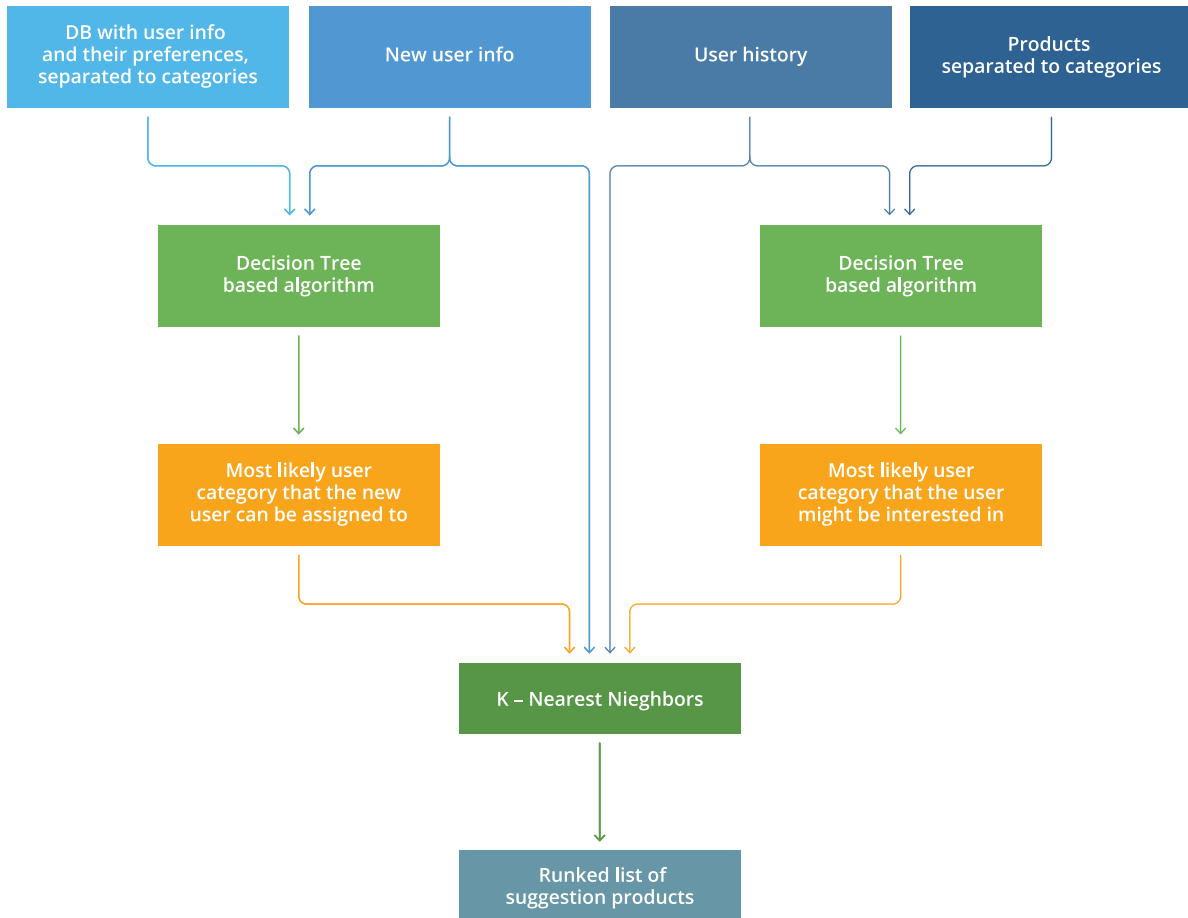 DB with user info
and their preferences,
separated to categories
New user info
User history
Products
separated to categories
Decision Tree
based algorithm
Decision Tree
based algorithm
Most likely user
category that the new
user can be assigned to
Most likely user
category that the user
might be interested in
K – Nearest Nieghbors
Runked list of
suggestion products